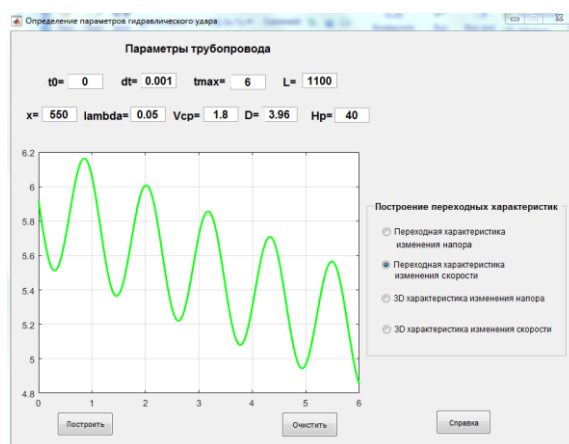 Определение параметров гидравлического удара
Параметры трубопровода
t0= 0 dt= 0.001 tmax= 6 L= 1100
x= 550 lambda= 0.05 Vcp= 1.8 D= 3.96 Hp= 40
6.2
6
5.8
5.6
5.4
5.2
5
4.8
0 1 2 3 4 5 6
Построение переходных характеристик
Переходная характеристика
изменения напора
Переходная характеристика
изменения скорости
3D характеристика изменения напора
3D характеристика изменения скорости
Построить Очистить Справка